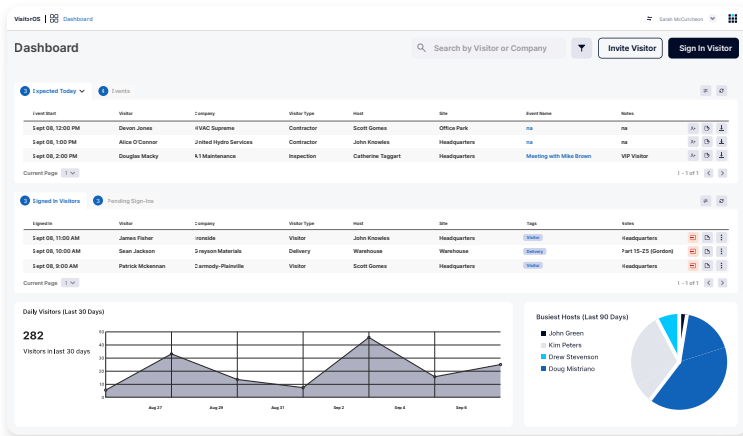 VisitorOS Dashboard Sarah McCutcheon
Dashboard Search by Visitor or Company Invite Visitor Sign In Visitor
3 Expected Today 4 Events
Event Start Visitor Company Visitor Type Host Site Event Name Notes
Sept 08, 12:00 PM Devon Jones HVAC Supreme Contractor Scott Gomes Office Park na na
Sept 08, 1:00 PM Alice O'Connor United Hydro Services Contractor John Knowles Headquarters na na
Sept 08, 2:00 PM Douglas Macky A1 Maintenance Inspection Catherine Taggart Headquarters Meeting with Mike Brown VIP Visitor
Current Page 1 1 - 1 of 1
3 Signed In Visitors 3 Pending Sign-Ins
Signed In Visitor Company Visitor Type Host Site Tags Notes
Sept 08, 11:00 AM James Fisher Ironside Visitor John Knowles Headquarters Visitor Headquarters
Sept 08, 10:00 AM Sean Jackson Greyson Materials Delivery Warehouse Warehouse Delivery Part 15-Z5 (Gordon)
Sept 08, 9:00 AM Patrick Mckennan Carmody-Plainville Visitor Scott Gomes Headquarters Visitor Headquarters
Current Page 1 1 - 1 of 1
Daily Visitors (Last 30 Days)
282
Visitors in last 30 days
50
40
30
20
10
0
Aug 27 Aug 29 Aug 31 Sep 2 Sep 4 Sep 6
Busiest Hosts (Last 90 Days)
John Green
Kim Peters
Drew Stevenson
Doug Mistriano